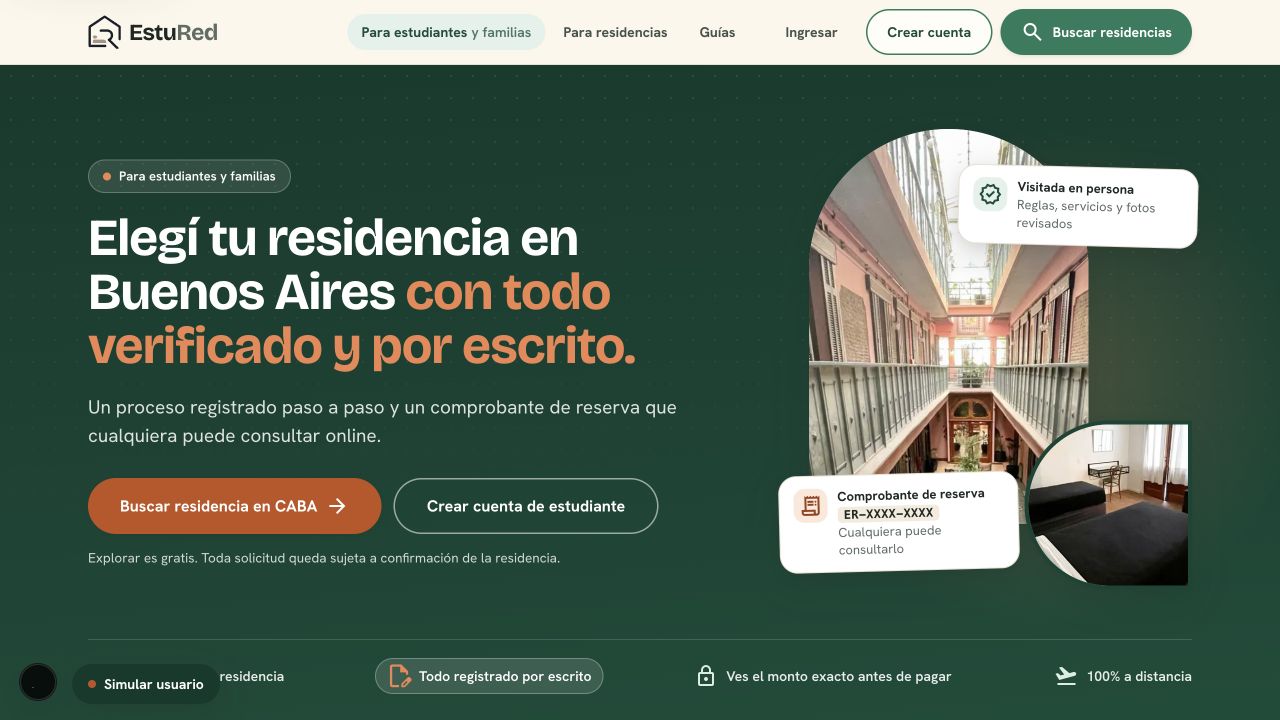 EstuRed
Para estudiantes y familias
Para residencias
Guías
Ingresar
Crear cuenta
Buscar residencias
Para estudiantes y familias
Elegí tu residencia en
Buenos Aires con todo
verificado y por escrito.
Un proceso registrado paso a paso y un comprobante de reserva que
cualquiera puede consultar online.
Buscar residencia en CABA
Crear cuenta de estudiante
Explorar es gratis. Toda solicitud queda sujeta a confirmación de la residencia.
Visitada en persona
Reglas, servicios y fotos
revisados
Comprobante de reserva
ER–XXXX–XXXX
Cualquiera puede
consultarlo
Simular usuario
residencia
Todo registrado por escrito
Ves el monto exacto antes de pagar
100% a distancia